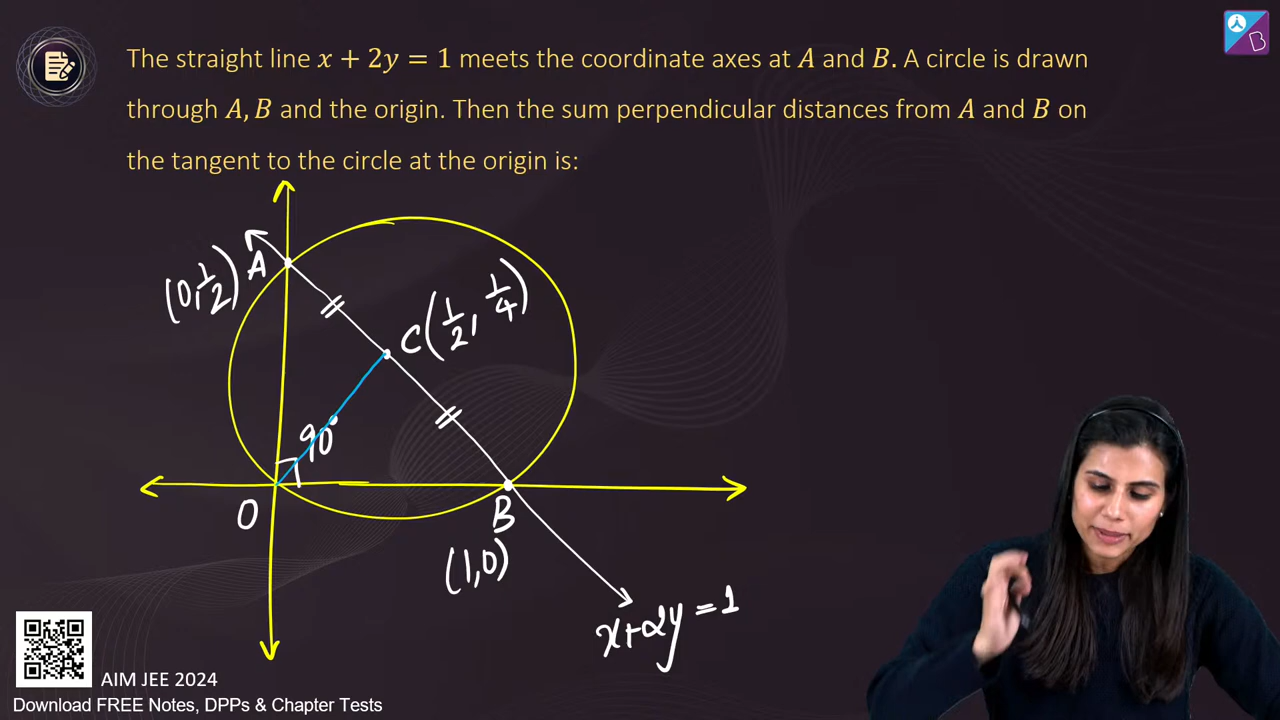 The straight line x + 2y = 1 meets the coordinate axes at A and B. A circle is drawn
through A, B and the origin. Then the sum perpendicular distances from A and B on
the tangent to the circle at the origin is:
(0, 1/2) A
C (1/2, 1/4)
90°
O
B
(1,0)
x+2y = 1
AIM JEE 2024
Download FREE Notes, DPPs & Chapter Tests
B